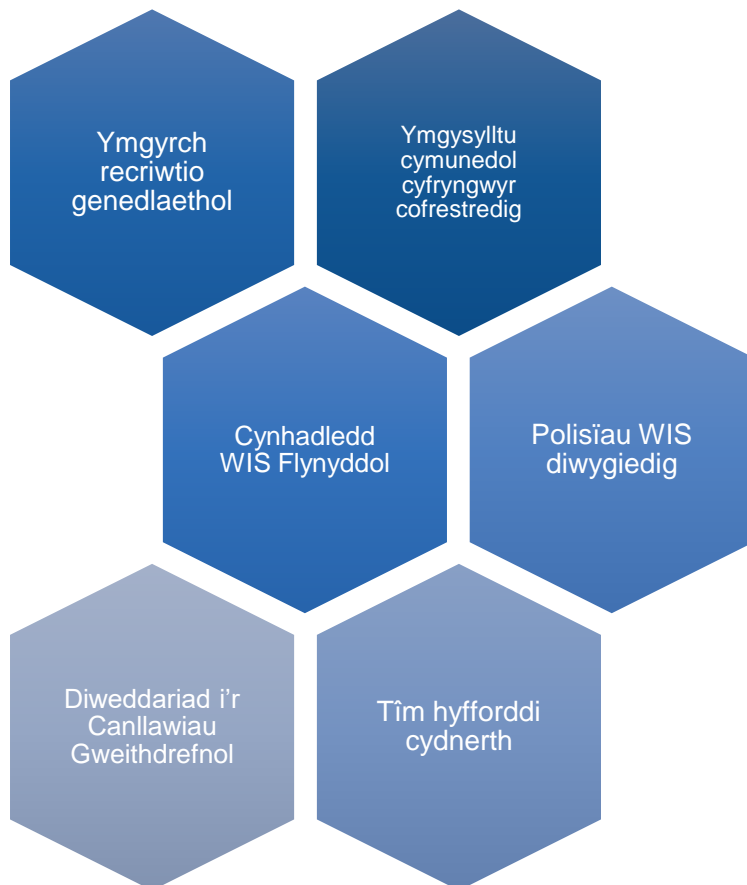 Ymgyrch
recriwtio
genedlaethol
Ymgysylltu
cymunedol
cyfryngwyr
cofrestredig
Cynhadledd
WIS Flynyddol
Polisïau WIS
diwygiedig
Diweddariad i'r
Canllawiau
Gweithdrefnol
Tîm hyfforddi
cydnerth